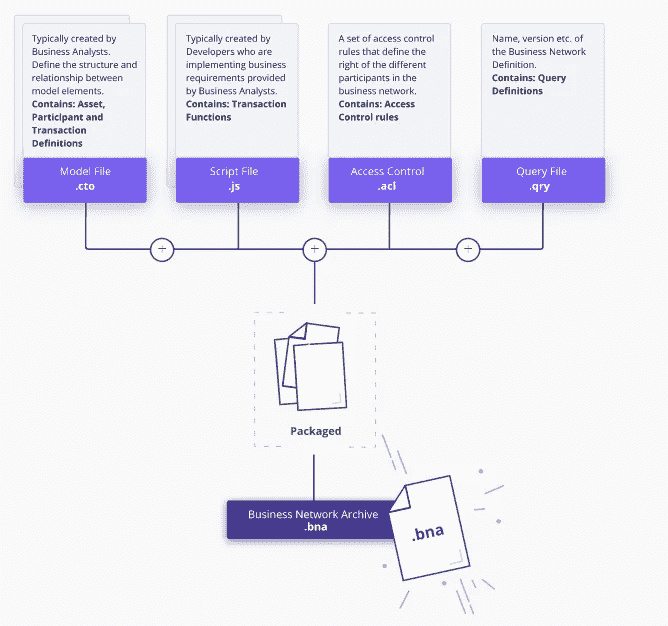 Typically created by
Business Analysts.
Define the structure and
relationship between
model elements.
Contains: Asset,
Participant and
Transaction
Definitions
Model File
.cto
Typically created by
Developers who are
implementing business
requirements provided
by Business Analysts.
Contains: Transaction
Functions
Script File
.js
A set of access control
rules that define the
right of the different
participants in the
business network.
Contains: Access
Control rules
Access Control
.acl
Name, version etc. of
the Business Network
Definition.
Contains: Query
Definitions
Query File
.qry
+
+
+
Packaged
Business Network Archive
.bna
.bna